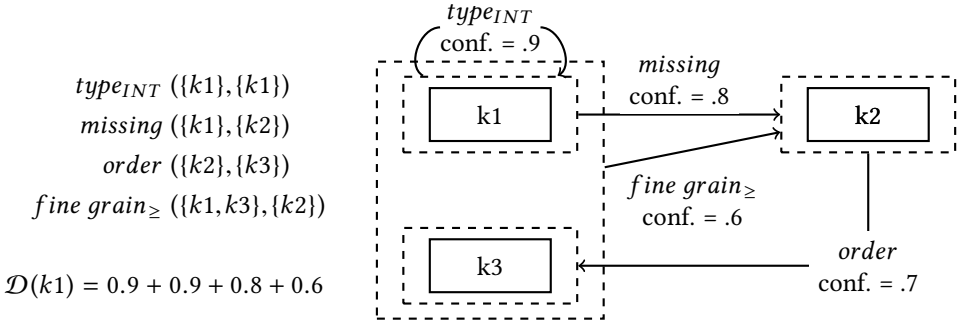 type_INT
conf. = .9
type_INT ({k1},{k1})
missing ({k1},{k2})
order ({k2},{k3})
fine grain≥ ({k1,k3},{k2})
𝒟(k1) = 0.9 + 0.9 + 0.8 + 0.6
k1
missing
conf. = .8
k2
fine grain≥
conf. = .6
k3
order
conf. = .7